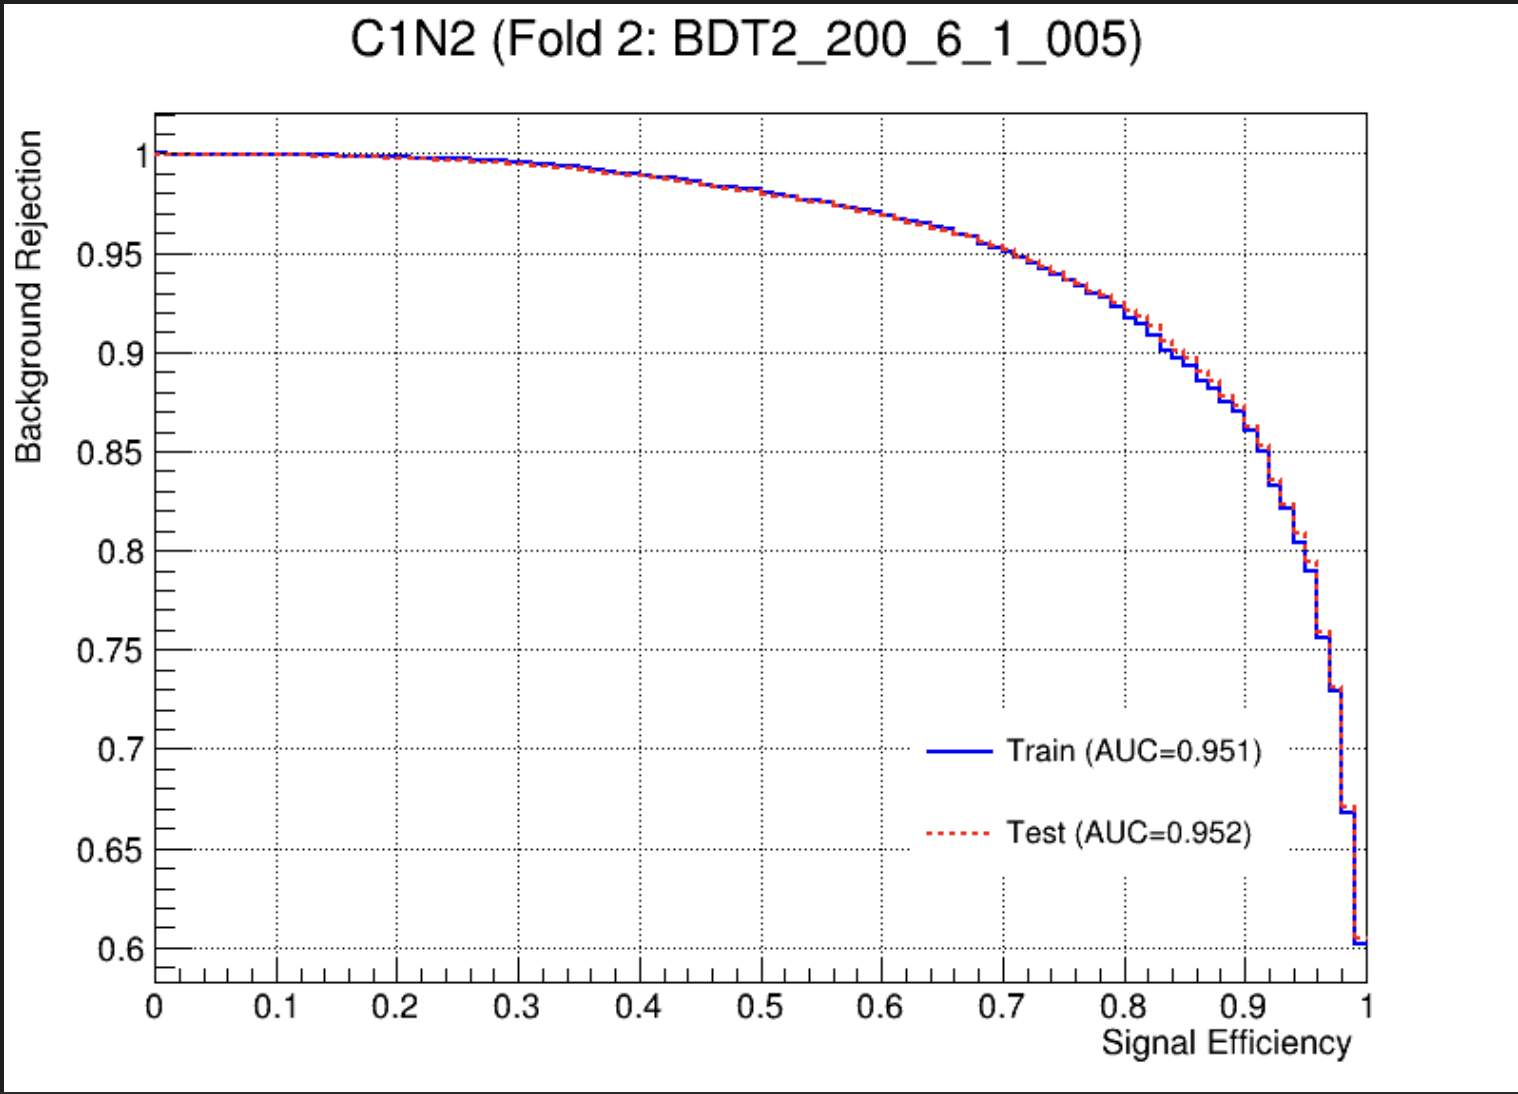 C1N2 (Fold 2: BDT2_200_6_1_005)
Background Rejection
1
0.95
0.9
0.85
0.8
0.75
0.7
0.65
0.6
Train (AUC=0.951)
Test (AUC=0.952)
0 0.1 0.2 0.3 0.4 0.5 0.6 0.7 0.8 0.9 1
Signal Efficiency